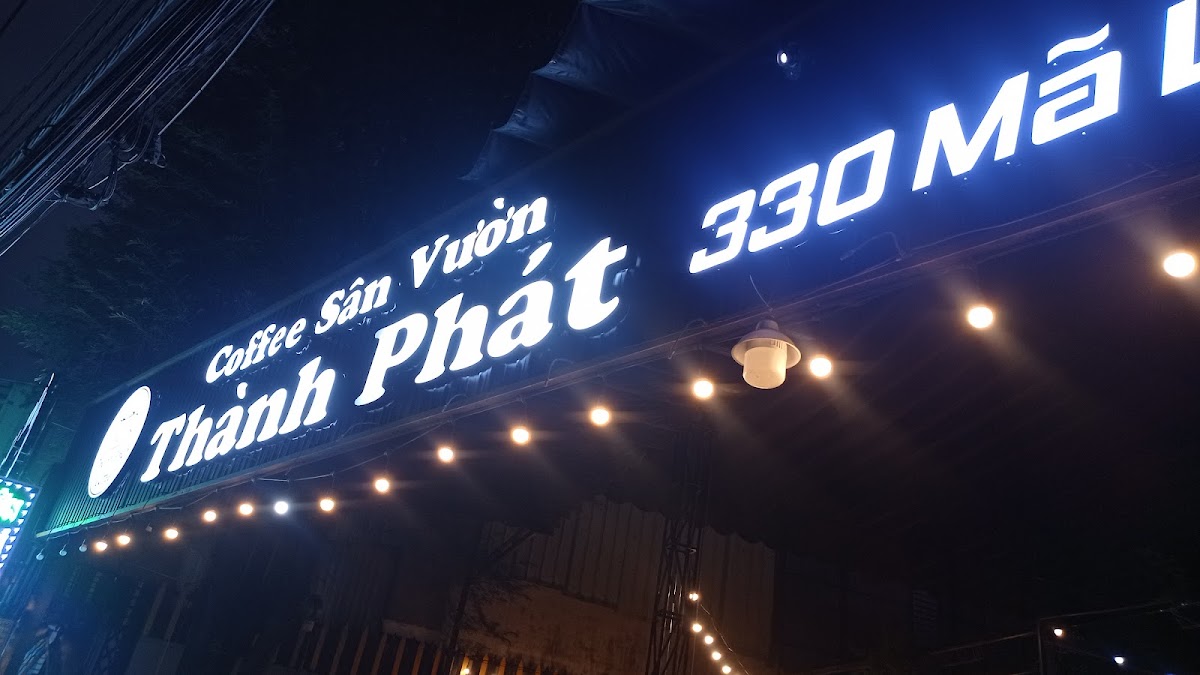 Coffee Sân Vườn
Thành Phát
330 Mã L